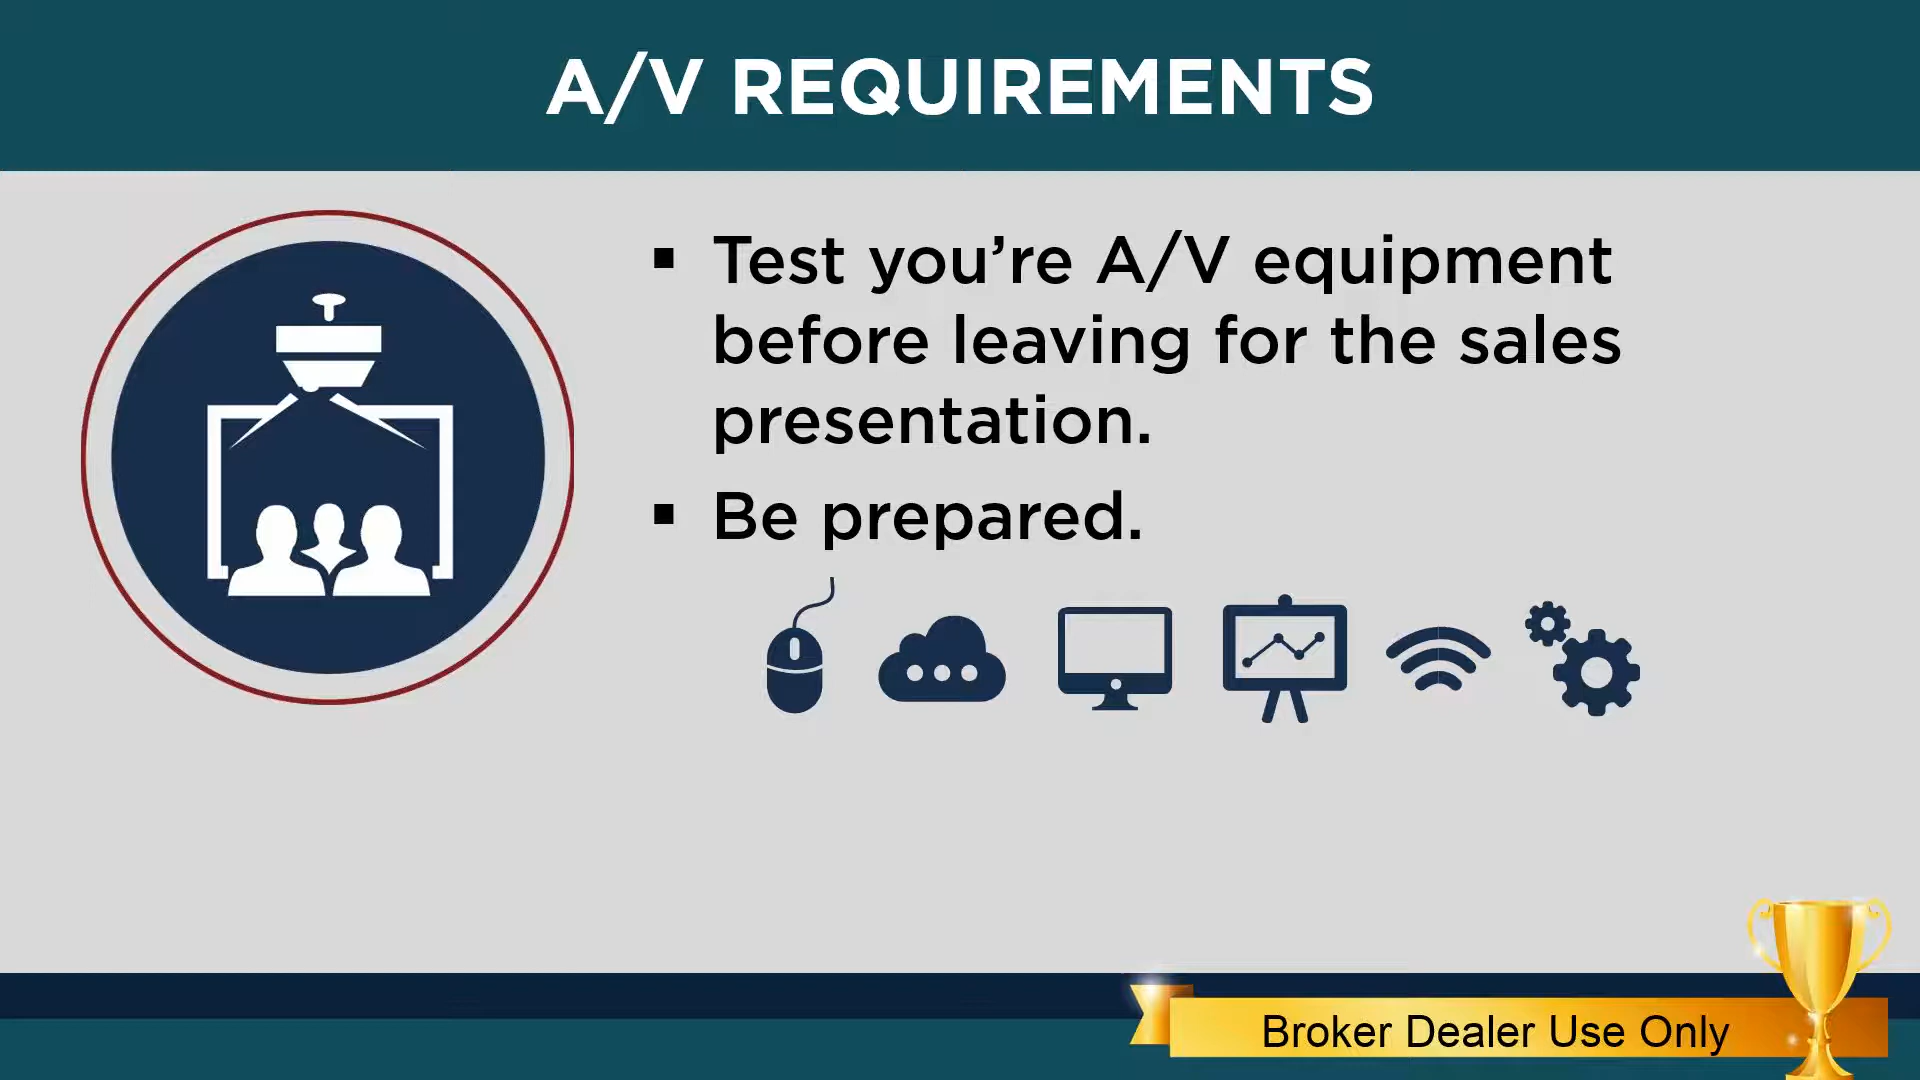 A/V REQUIREMENTS
▪ Test you’re A/V equipment
before leaving for the sales
presentation.
▪ Be prepared.
Broker Dealer Use Only